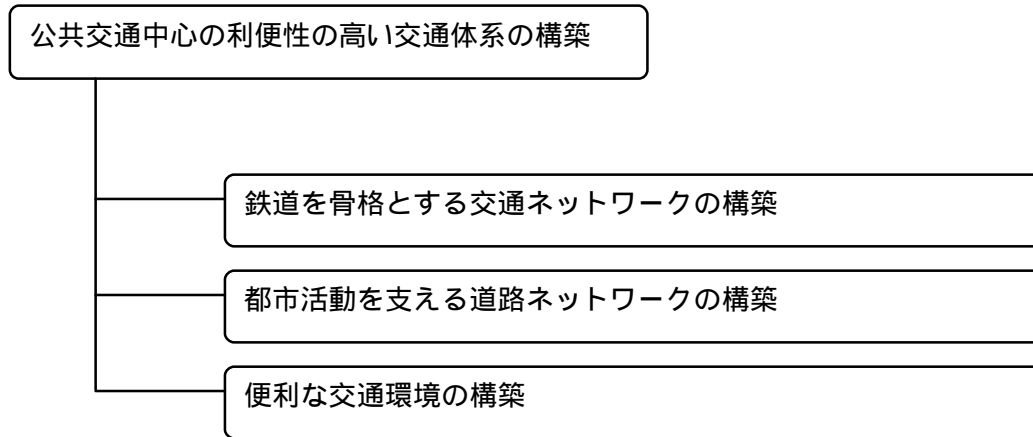 公共交通中心の利便性の高い交通体系の構築
鉄道を骨格とする交通ネットワークの構築
都市活動を支える道路ネットワークの構築
便利な交通環境の構築